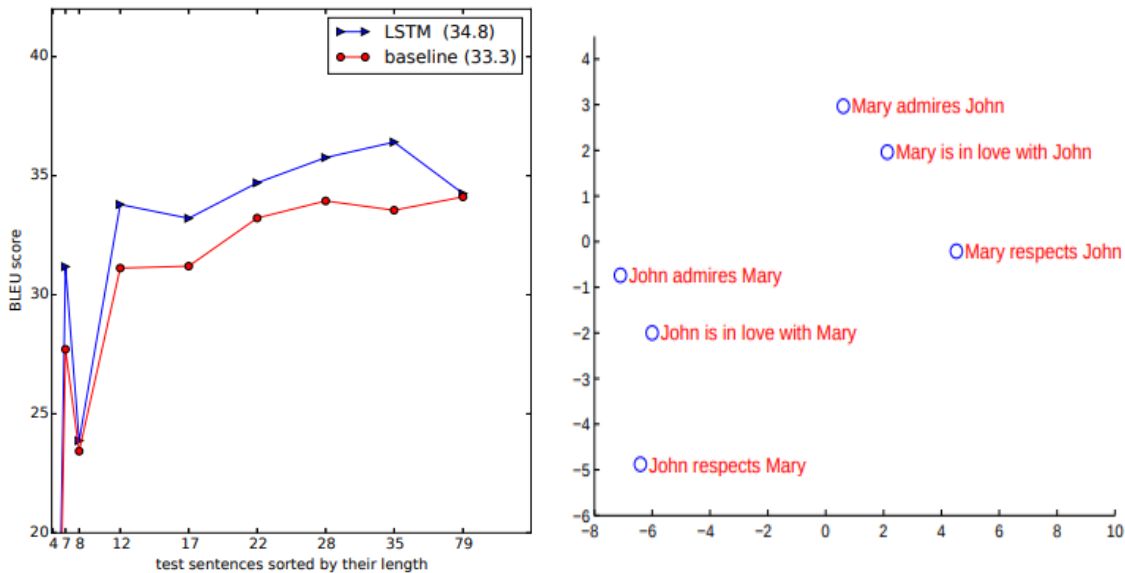 LSTM (34.8)
baseline (33.3)
40
35
30
25
20
BLEU score
4 7 8 12 17 22 28 35 79
test sentences sorted by their length
4
3
2
1
0
−1
−2
−3
−4
−5
−6
−8 −6 −4 −2 0 2 4 6 8 10
Mary admires John
Mary is in love with John
Mary respects John
John admires Mary
John is in love with Mary
John respects Mary